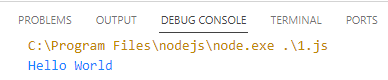 PROBLEMS OUTPUT DEBUG CONSOLE TERMINAL PORTS
C:\Program Files\nodejs\node.exe .\1.js
Hello World